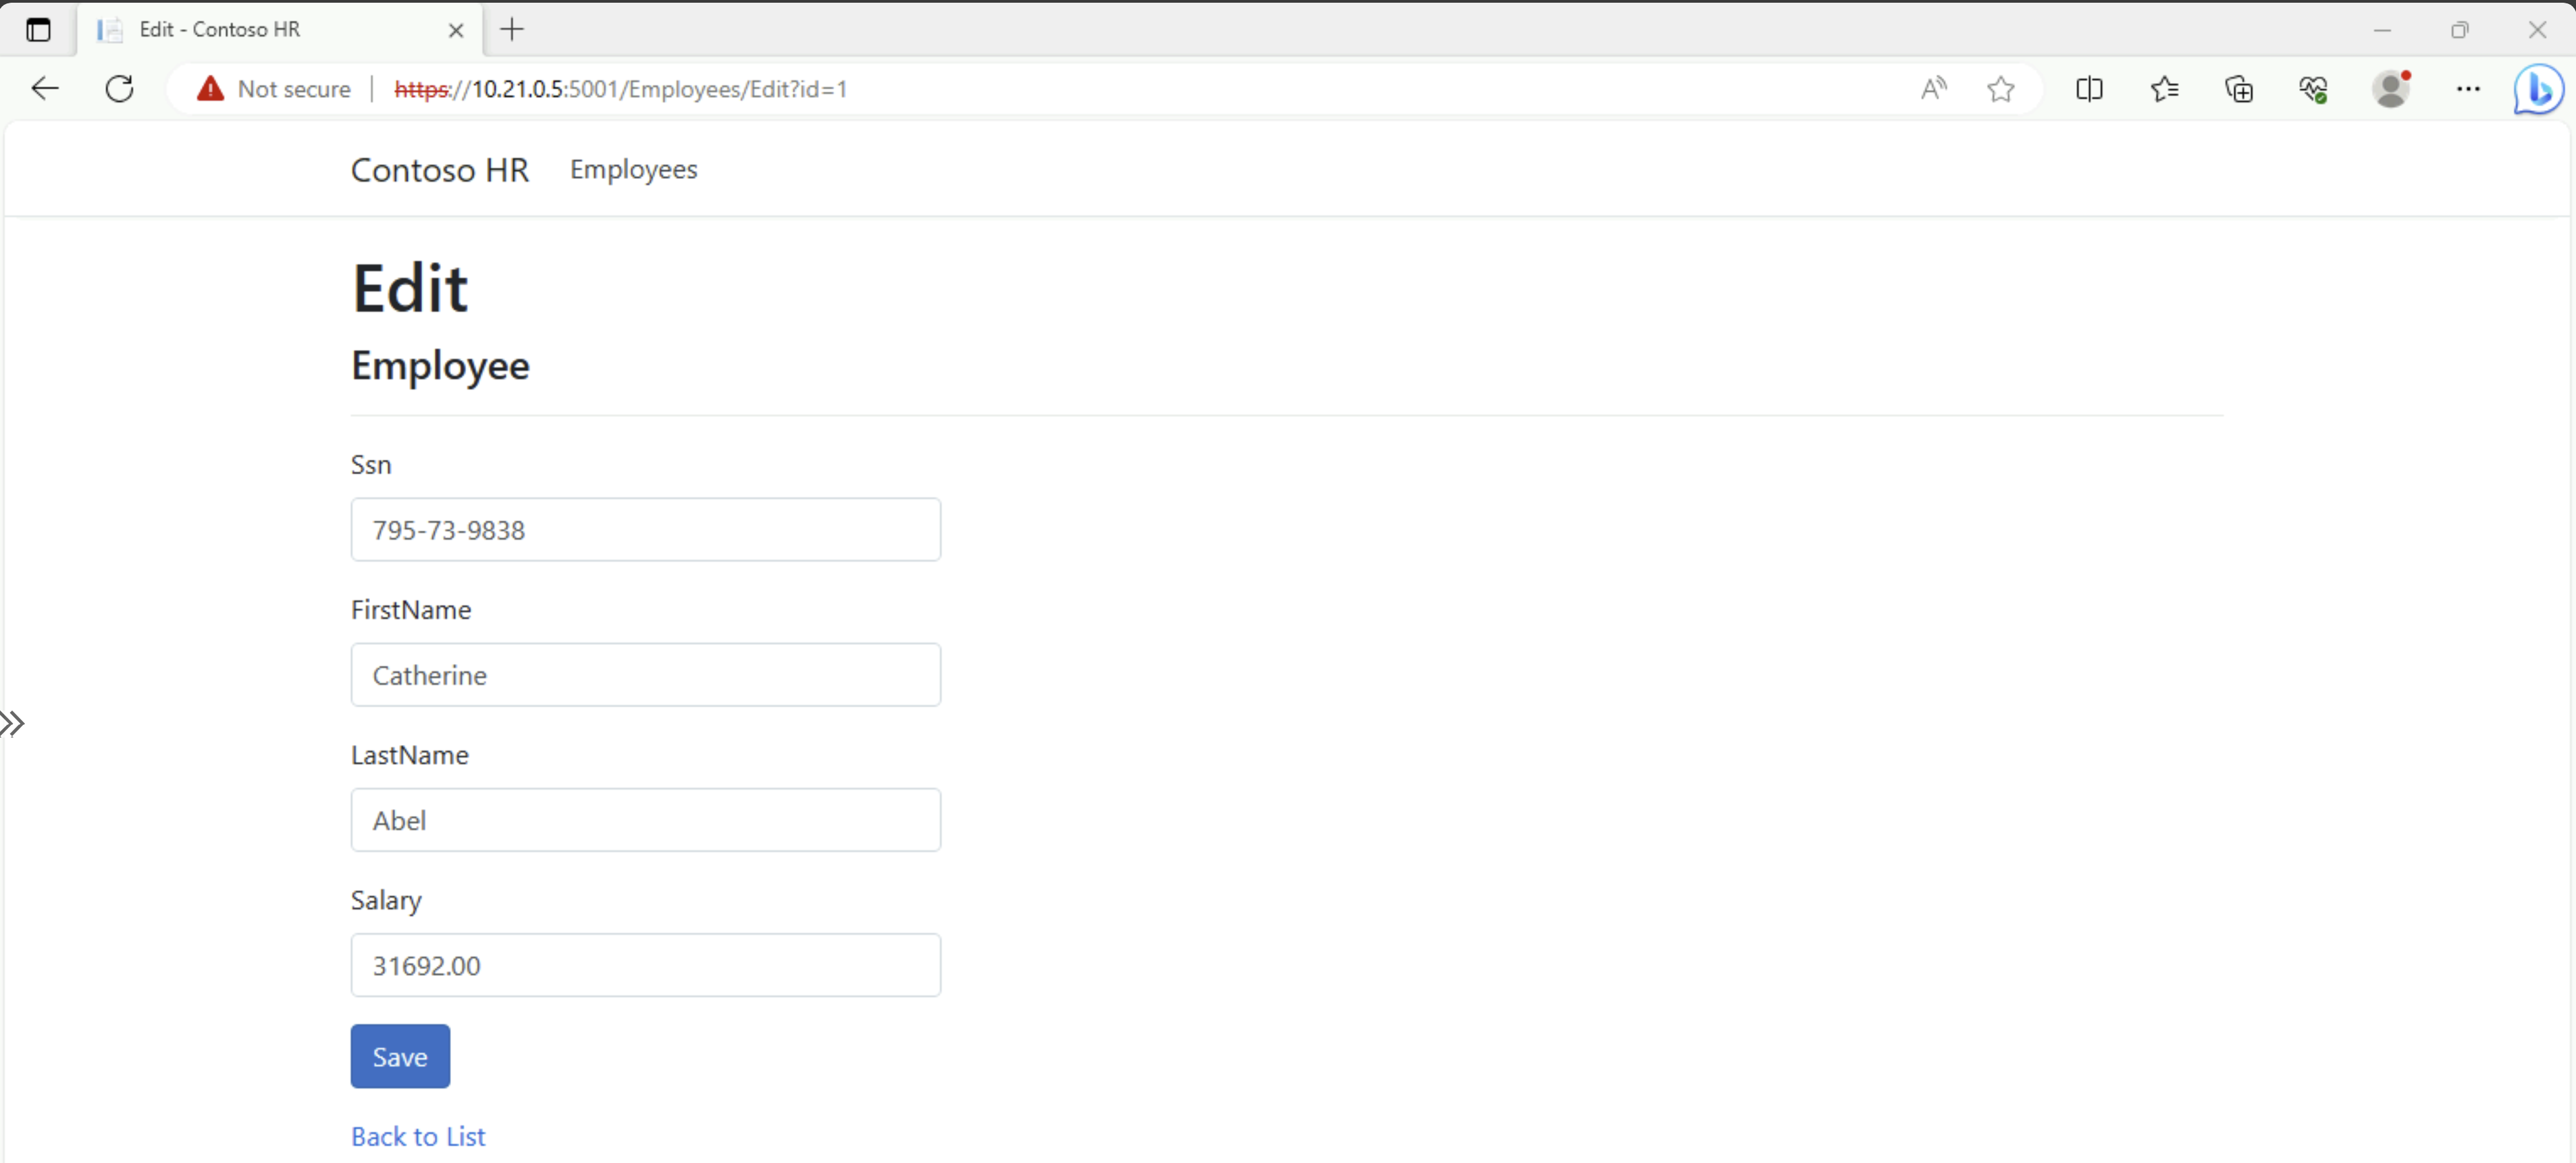 Edit - Contoso HR
Not secure | https://10.21.0.5:5001/Employees/Edit?id=1
Contoso HR Employees
Edit
Employee
Ssn
795-73-9838
FirstName
Catherine
LastName
Abel
Salary
31692.00
Save
Back to List